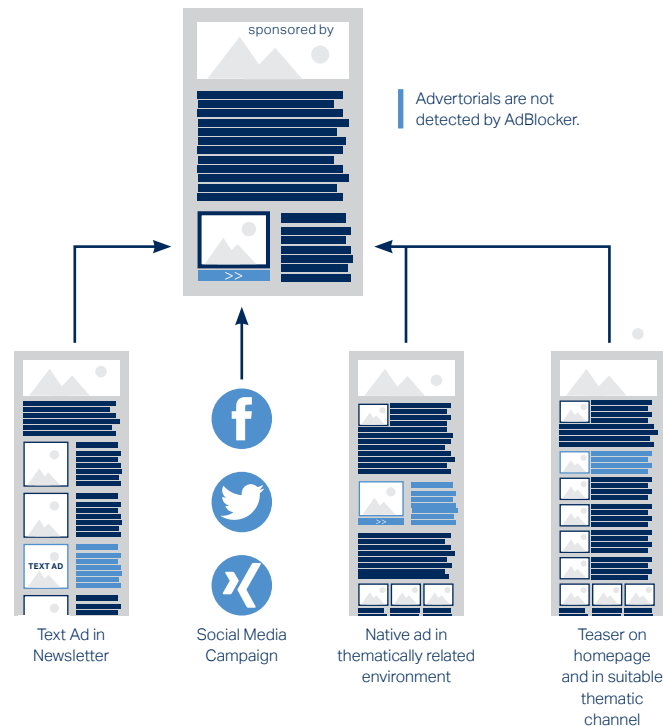 sponsored by
Advertorials are not
detected by AdBlocker.
>>
>>
TEXT AD
Text Ad in
Newsletter
Social Media
Campaign
Native ad in
thematically related
environment
Teaser on
homepage
and in suitable
thematic
channel